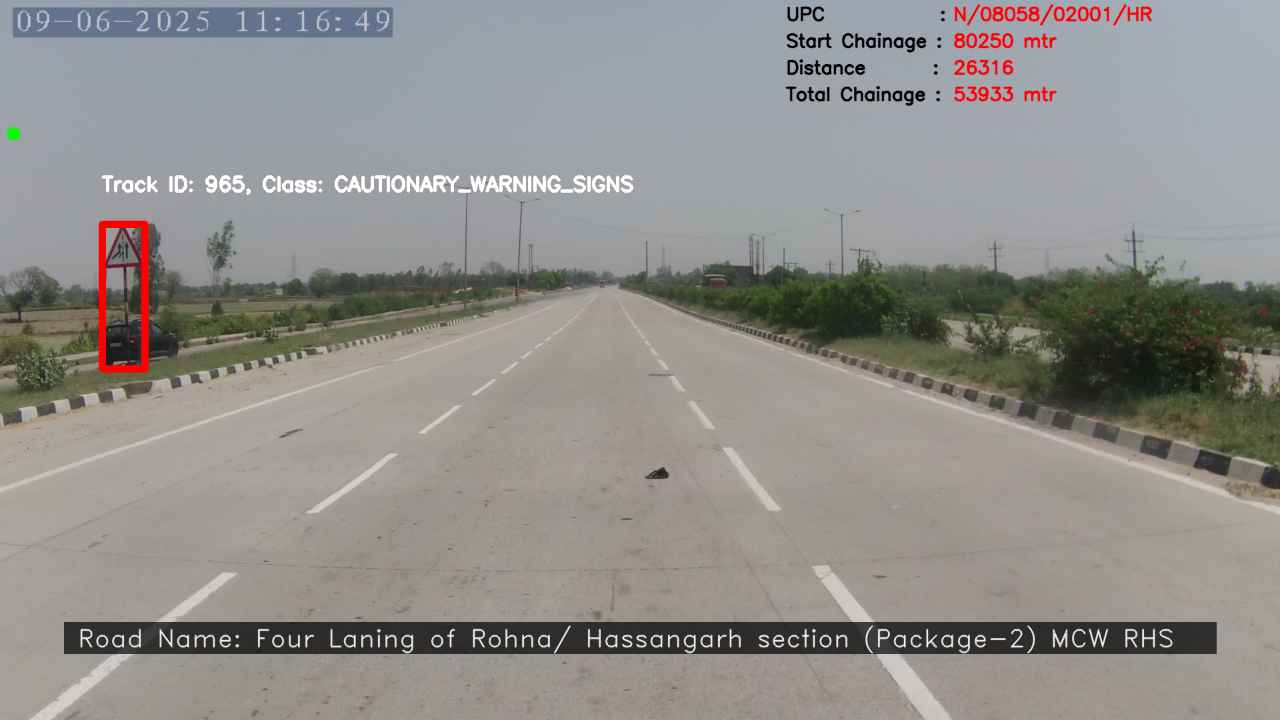 09-06-2025 11:16:49
UPC : N/08058/02001/HR
Start Chainage : 80250 mtr
Distance : 26316
Total Chainage : 53933 mtr
Track ID: 965, Class: CAUTIONARY_WARNING_SIGNS
Road Name: Four Laning of Rohna/ Hassangarh section (Package-2) MCW RHS